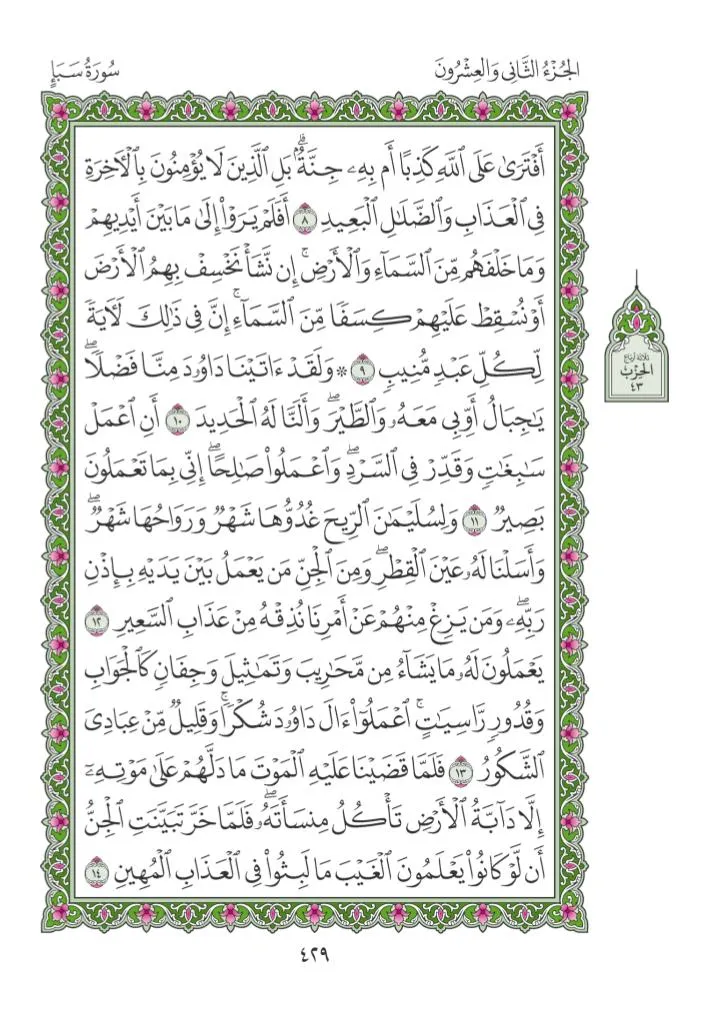 الجُزْءُ الثَّانِي وَالعِشْرُونَ
سُورَةُ سَبَإٍ
أَفْتَرَىٰ عَلَى ٱللَّهِ كَذِبًا أَم بِهِۦ جِنَّةُۢۗ بَلِ ٱلَّذِينَ لَا يُؤْمِنُونَ بِٱلْأٓخِرَةِ
فِي ٱلْعَذَابِ وَٱلضَّلَٰلِ ٱلْبَعِيدِ ٨ أَفَلَمْ يَرَوْا۟ إِلَىٰ مَا بَيْنَ أَيْدِيهِمْ
وَمَا خَلْفَهُم مِّنَ ٱلسَّمَآءِ وَٱلْأَرْضِۚ إِن نَّشَأْ نَخْسِفْ بِهِمُ ٱلْأَرْضَ
أَوْ نُسْقِطْ عَلَيْهِمْ كِسَفًا مِّنَ ٱلسَّمَآءِۚ إِنَّ فِي ذَٰلِكَ لَأٓيَةً
لِّكُلِّ عَبْدٍ مُّنِيبٍ ٩ ۞ وَلَقَدْ ءَاتَيْنَا دَاوُۥدَ مِنَّا فَضْلًاۖ
يَٰجِبَالُ أَوِّبِي مَعَهُۥ وَٱلطَّيْرَۖ وَأَلَنَّا لَهُ ٱلْحَدِيدَ ١٠ أَنِ ٱعْمَلْ
سَٰبِغَٰتٍ وَقَدِّرْ فِي ٱلسَّرْدِۖ وَٱعْمَلُوا۟ صَٰلِحًاۖ إِنِّي بِمَا تَعْمَلُونَ
بَصِيرٌ ١١ وَلِسُلَيْمَٰنَ ٱلرِّيحَ غُدُوُّهَا شَهْرٌ وَرَوَاحُهَا شَهْرٌۖ
وَأَسَلْنَا لَهُۥ عَيْنَ ٱلْقِطْرِۖ وَمِنَ ٱلْجِنِّ مَن يَعْمَلُ بَيْنَ يَدَيْهِ بِإِذْنِ
رَبِّهِۦۖ وَمَن يَزِغْ مِنْهُمْ عَنْ أَمْرِنَا نُذِقْهُ مِنْ عَذَابِ ٱلسَّعِيرِ ١٢
يَعْمَلُونَ لَهُۥ مَا يَشَآءُ مِن مَّحَٰرِيبَ وَتَمَٰثِيلَ وَجِفَانٍ كَٱلْجَوَابِ
وَقُدُورٍ رَّاسِيَٰتٍۚ ٱعْمَلُوٓا۟ ءَالَ دَاوُۥدَ شُكْرًاۚ وَقَلِيلٌ مِّنْ عِبَادِيَ
ٱلشَّكُورُ ١٣ فَلَمَّا قَضَيْنَا عَلَيْهِ ٱلْمَوْتَ مَا دَلَّهُمْ عَلَىٰ مَوْتِهِۦٓ
إِلَّا دَآبَّةُ ٱلْأَرْضِ تَأْكُلُ مِنسَأَتَهُۥۖ فَلَمَّا خَرَّ تَبَيَّنَتِ ٱلْجِنُّ
أَن لَّوْ كَانُوا۟ يَعْلَمُونَ ٱلْغَيْبَ مَا لَبِثُوا۟ فِي ٱلْعَذَابِ ٱلْمُهِينِ ١٤
ثلاثة أرباع
الحِزْب
٤٣
٤٢٩